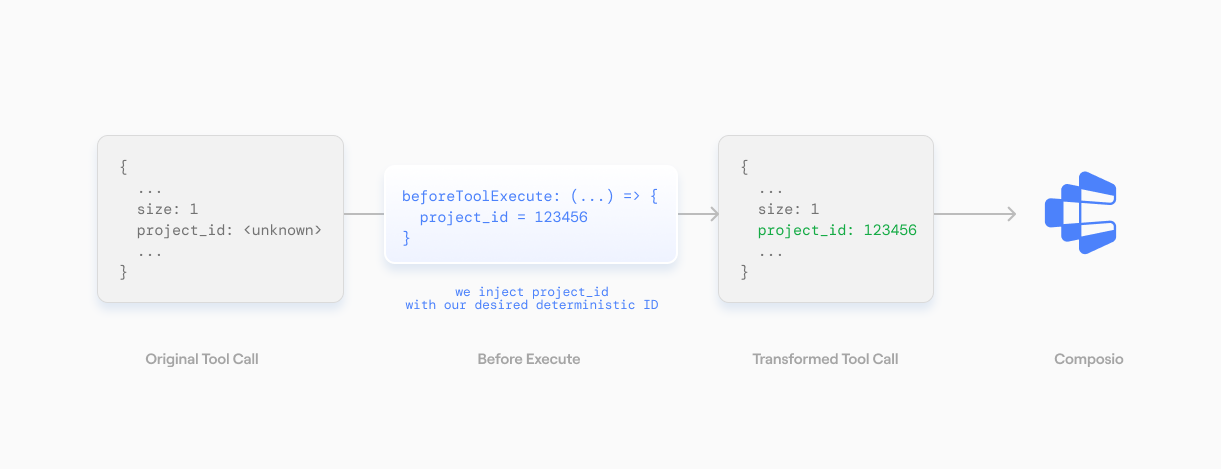 {
...
size: 1
project_id: <unknown>
...
}
beforeToolExecute: (...) => {
project_id = 123456
}
we inject project_id
with our desired deterministic ID
{
...
size: 1
project_id: 123456
...
}
Original Tool Call
Before Execute
Transformed Tool Call
Composio